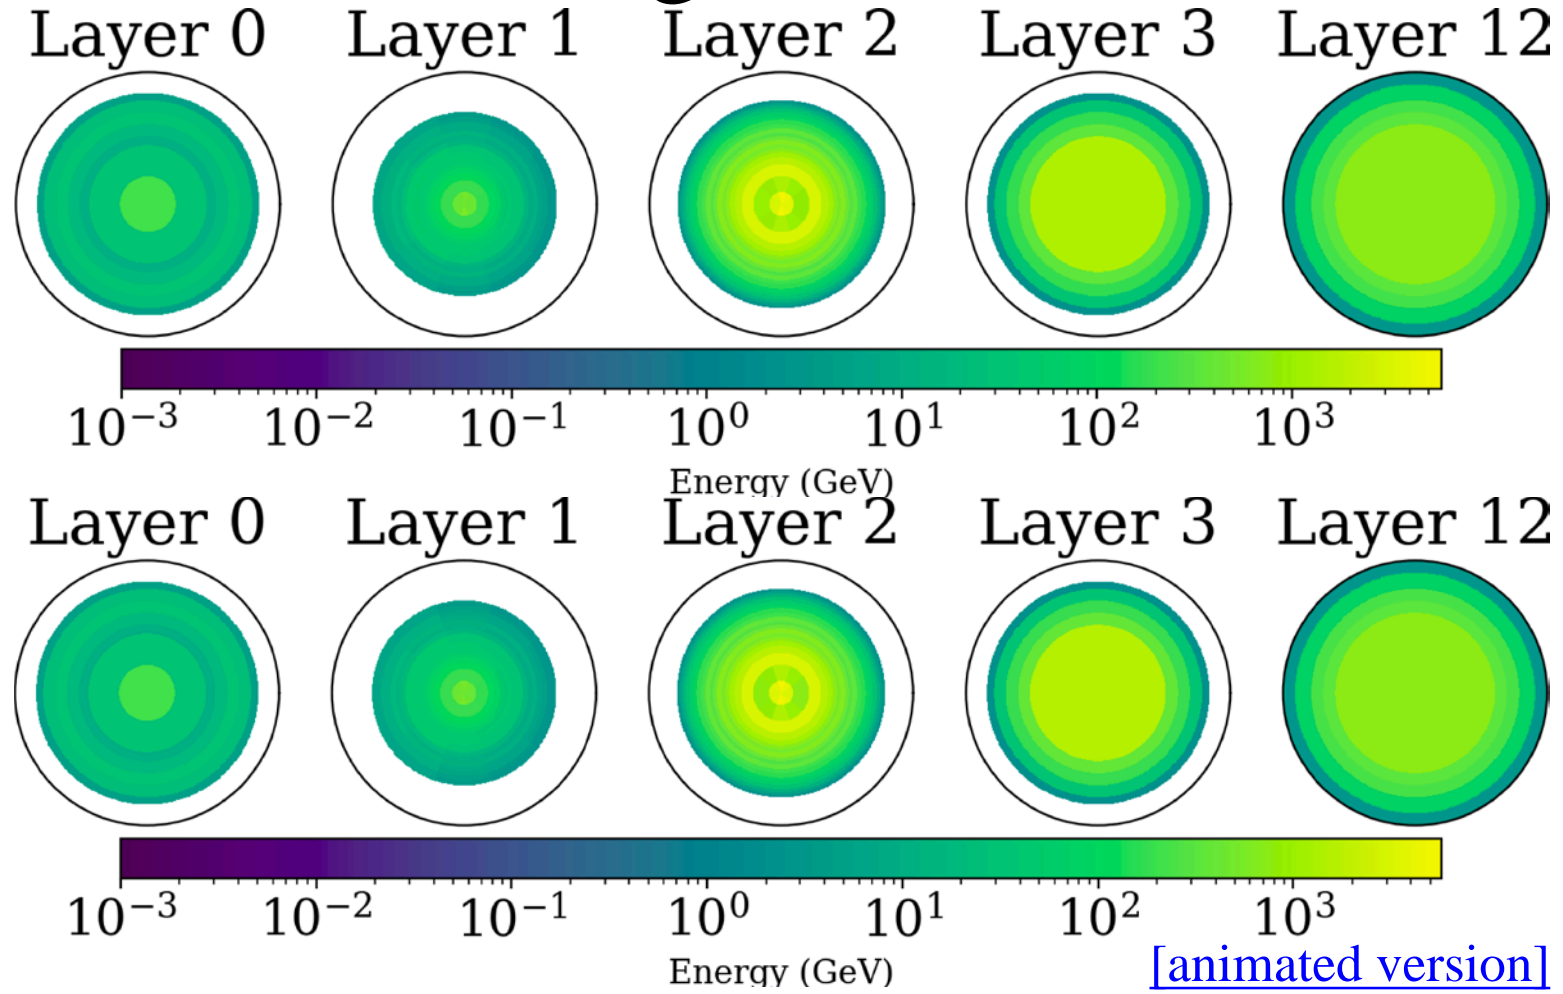 Layer 0 Layer 1 Layer 2 Layer 3 Layer 12
10⁻³ 10⁻² 10⁻¹ 10⁰ 10¹ 10² 10³
Energy (GeV)
Layer 0 Layer 1 Layer 2 Layer 3 Layer 12
10⁻³ 10⁻² 10⁻¹ 10⁰ 10¹ 10² 10³
Energy (GeV)
[animated version]